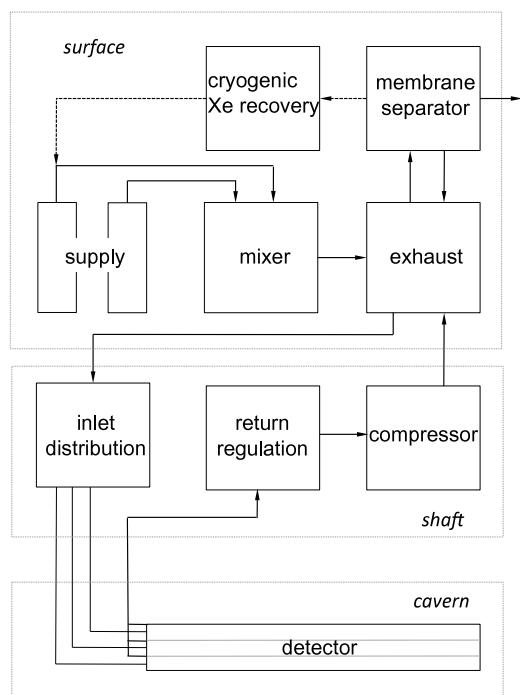 surface
cryogenic
Xe recovery
membrane
separator
supply
mixer
exhaust
inlet
distribution
return
regulation
compressor
shaft
cavern
detector